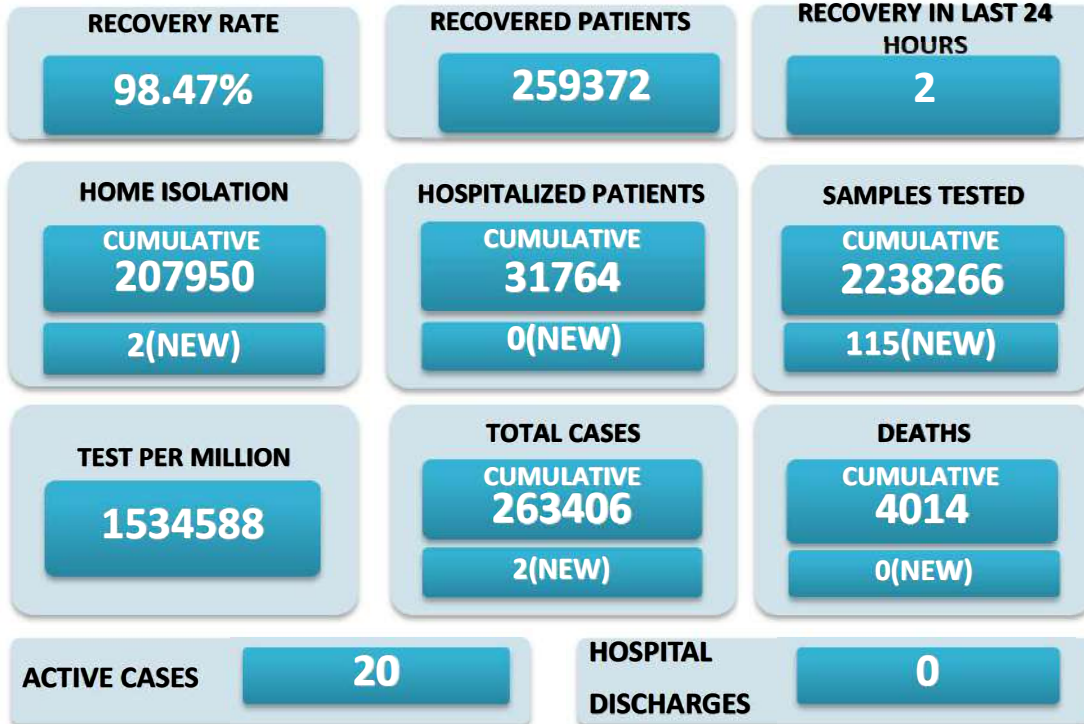 RECOVERY RATE
98.47%
RECOVERED PATIENTS
259372
RECOVERY IN LAST 24
HOURS
2
HOME ISOLATION
CUMULATIVE
207950
2(NEW)
HOSPITALIZED PATIENTS
CUMULATIVE
31764
0(NEW)
SAMPLES TESTED
CUMULATIVE
2238266
115(NEW)
TEST PER MILLION
1534588
TOTAL CASES
CUMULATIVE
263406
2(NEW)
DEATHS
CUMULATIVE
4014
0(NEW)
ACTIVE CASES
20
HOSPITAL
DISCHARGES
0